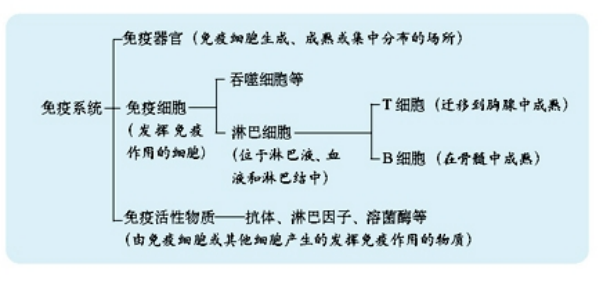 免疫器官（免疫细胞生成、成熟或集中分布的场所）
吞噬细胞等
免疫系统
免疫细胞
（发挥免疫
作用的细胞）
淋巴细胞
（位于淋巴液、血
液和淋巴结中）
T细胞（迁移到胸腺中成熟）
B细胞（在骨髓中成熟）
免疫活性物质——抗体、淋巴因子、溶菌酶等
（由免疫细胞或其他细胞产生的发挥免疫作用的物质）